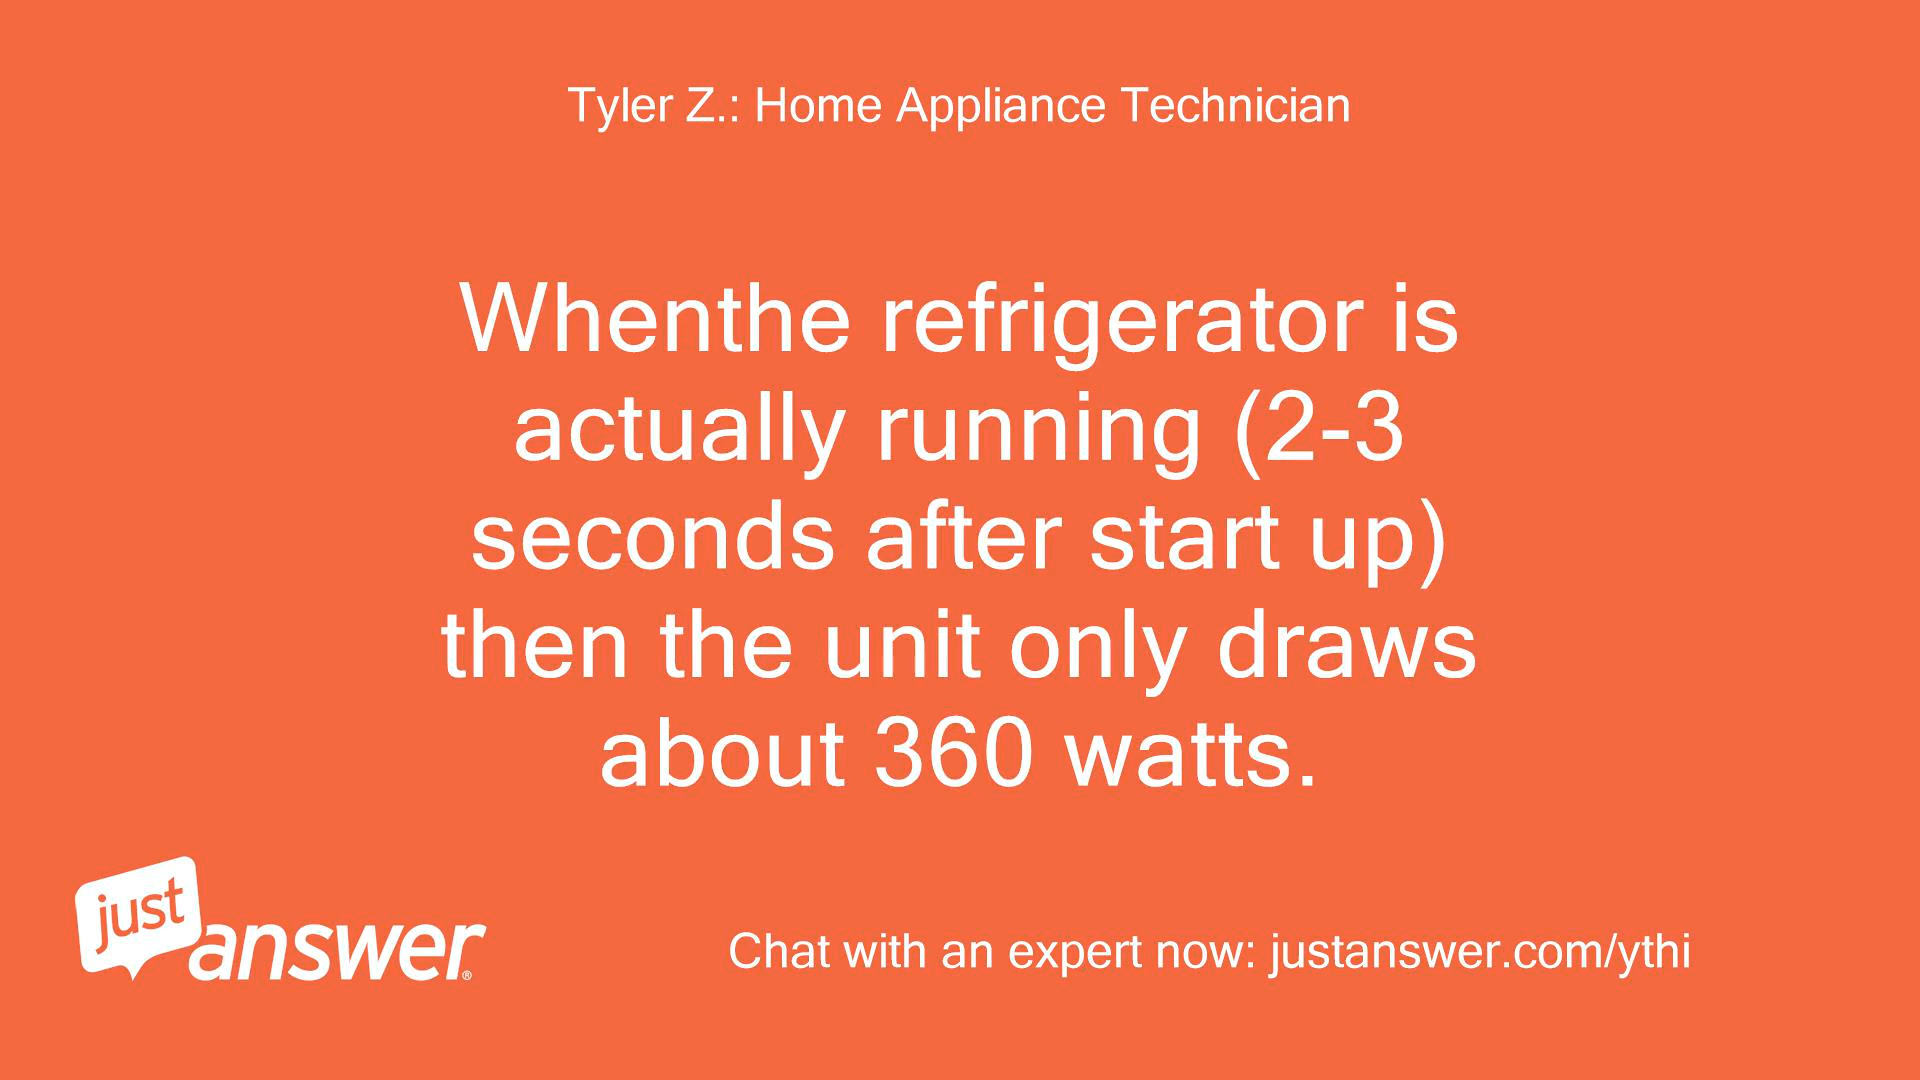 Tyler Z.: Home Appliance Technician
Whenthe refrigerator is
actually running (2-3
seconds after start up)
then the unit only draws
about 360 watts.
just
answer®
Chat with an expert now: justanswer.com/ythi